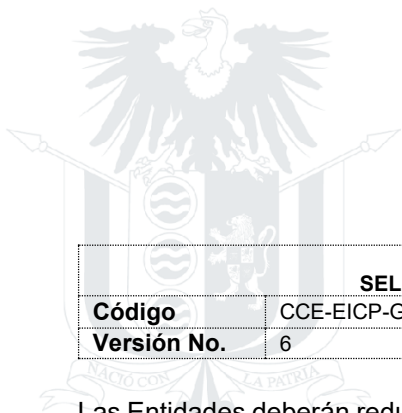 SEL
Código CCE-EICP-G
Versión No. 6
NACIÓ CON LA PATRIA
Las Entidades deberán redu